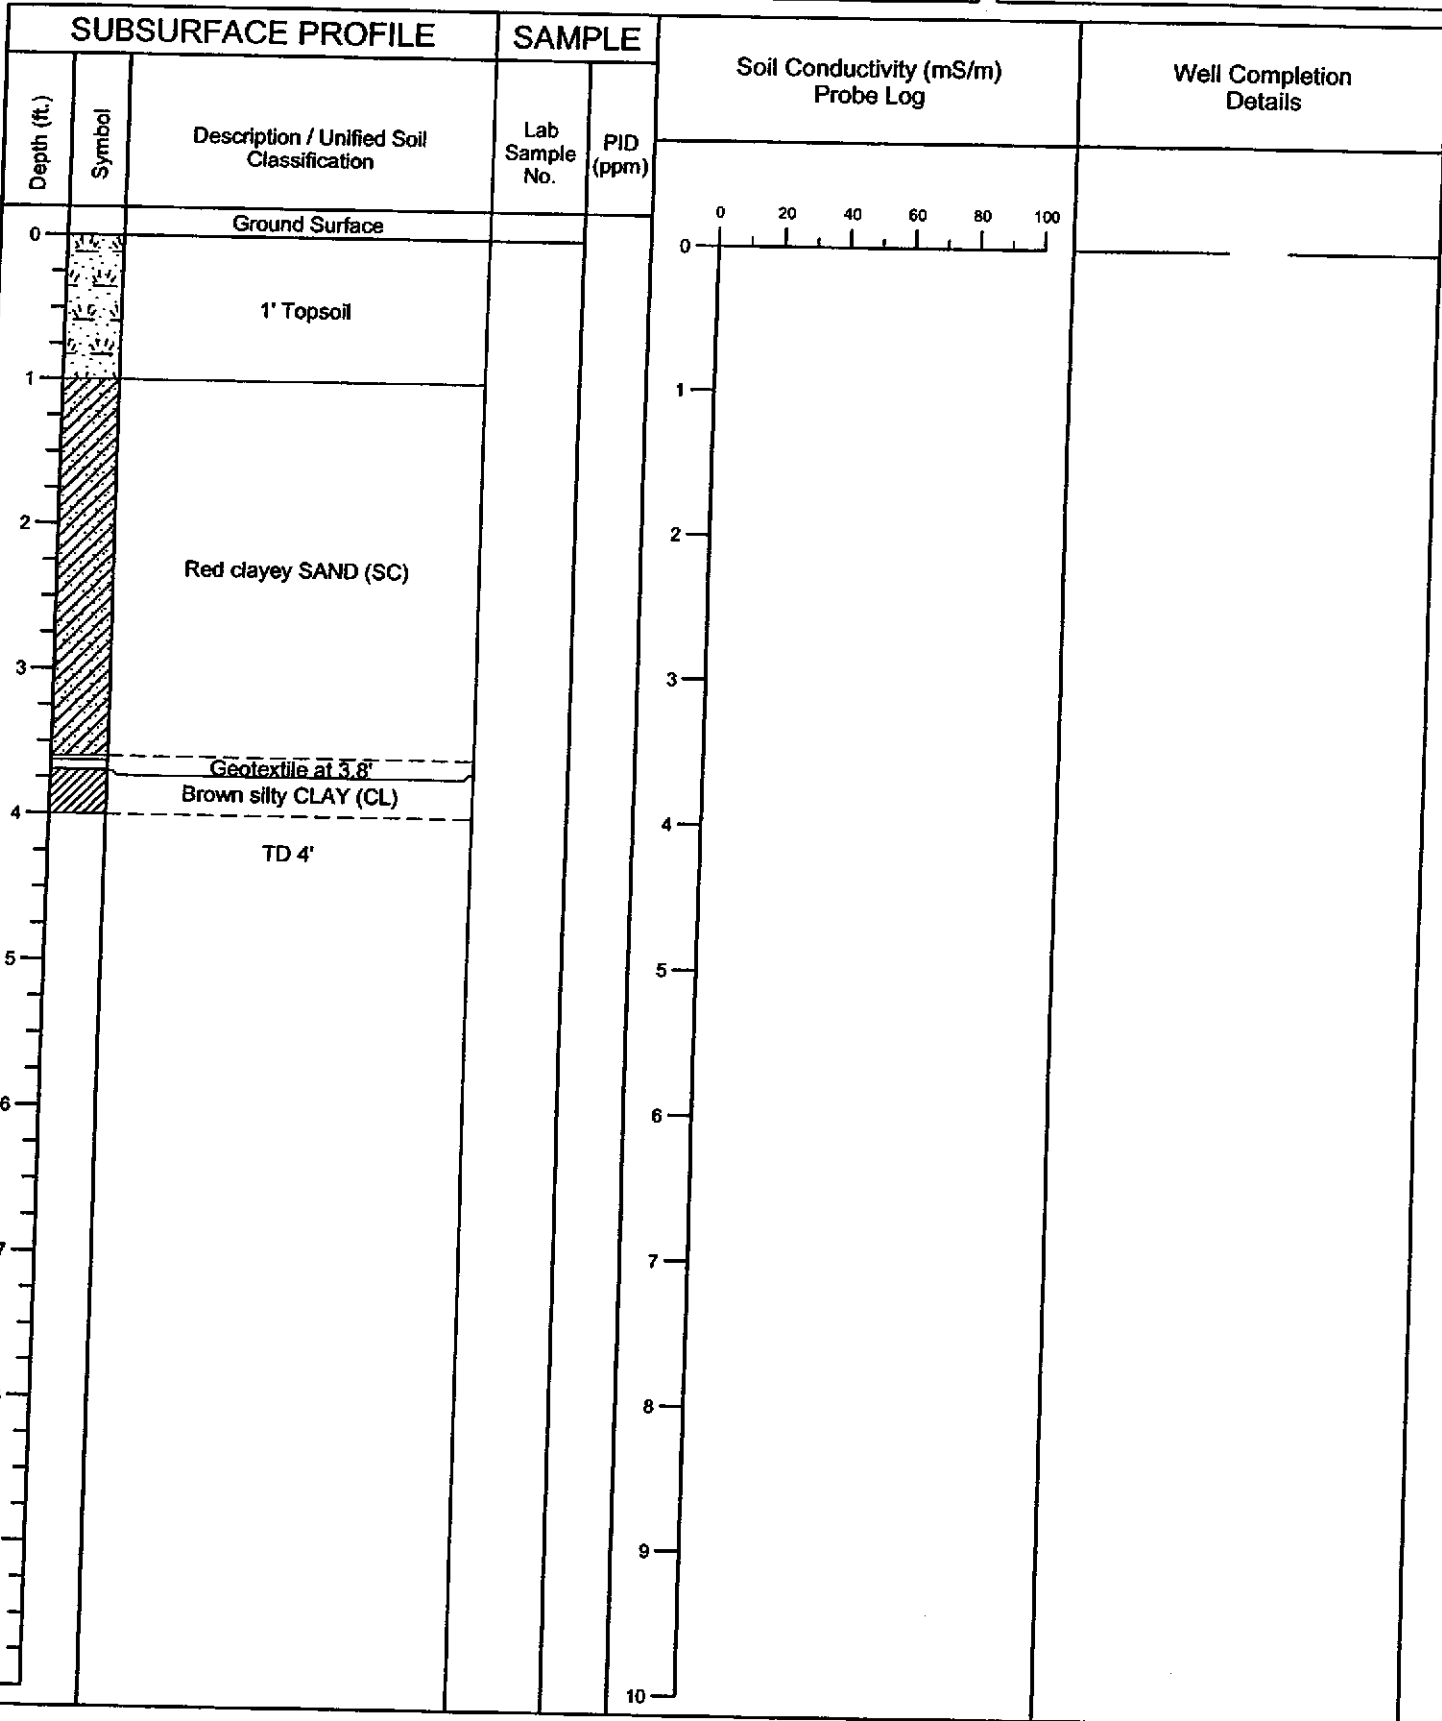 SUBSURFACE PROFILE
SAMPLE
Soil Conductivity (mS/m)
Probe Log
Well Completion
Details
Depth (ft.)
Symbol
Description / Unified Soil
Classification
Lab
Sample
No.
PID
(ppm)
Ground Surface
0 20 40 60 80 100
0
0
1' Topsoil
1
1
2
2
Red clayey SAND (SC)
3
3
Geotextile at 3.8'
Brown silty CLAY (CL)
4
4
TD 4'
5
5
6
6
7
7
8
9
10